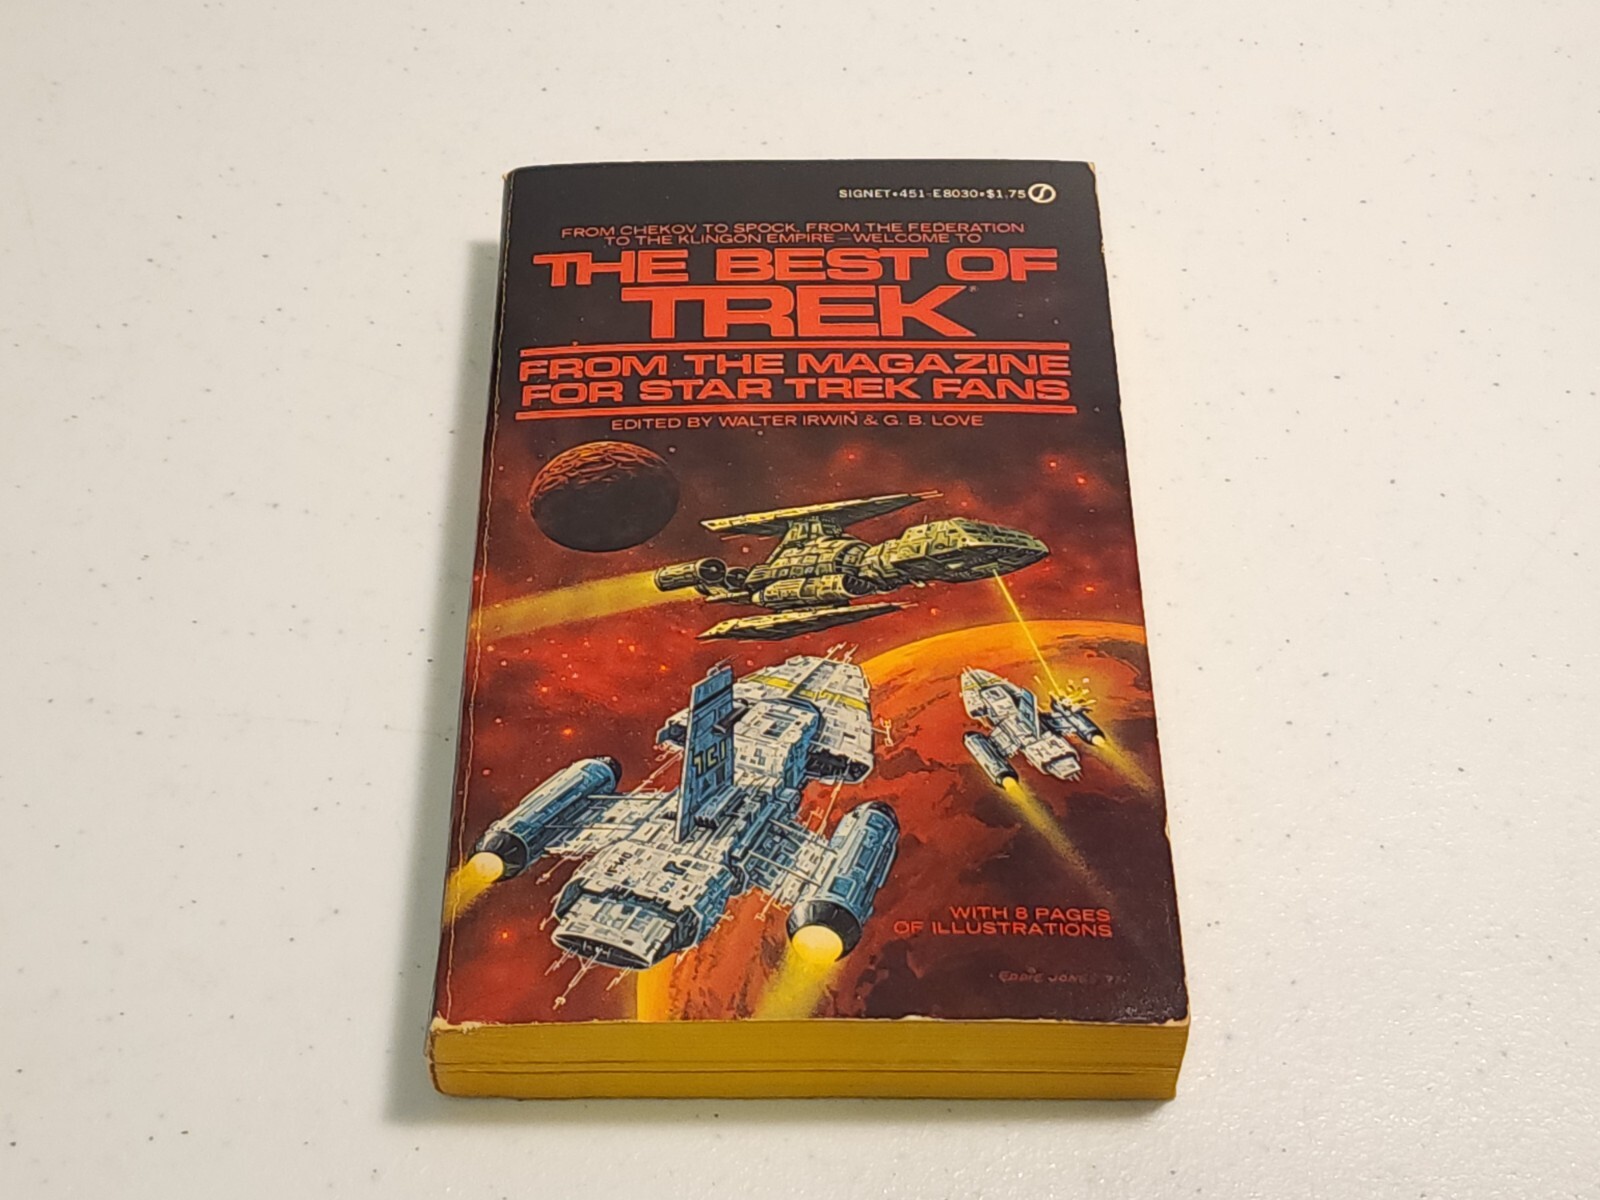 SIGNET•451-E8030•$1.75
FROM CHEKOV TO SPOCK, FROM THE FEDERATION
TO THE KLINGON EMPIRE—WELCOME TO
THE BEST OF
TREK®
FROM THE MAGAZINE
FOR STAR TREK FANS
EDITED BY WALTER IRWIN & G. B. LOVE
WITH 8 PAGES
OF ILLUSTRATIONS
EDDIE JONES